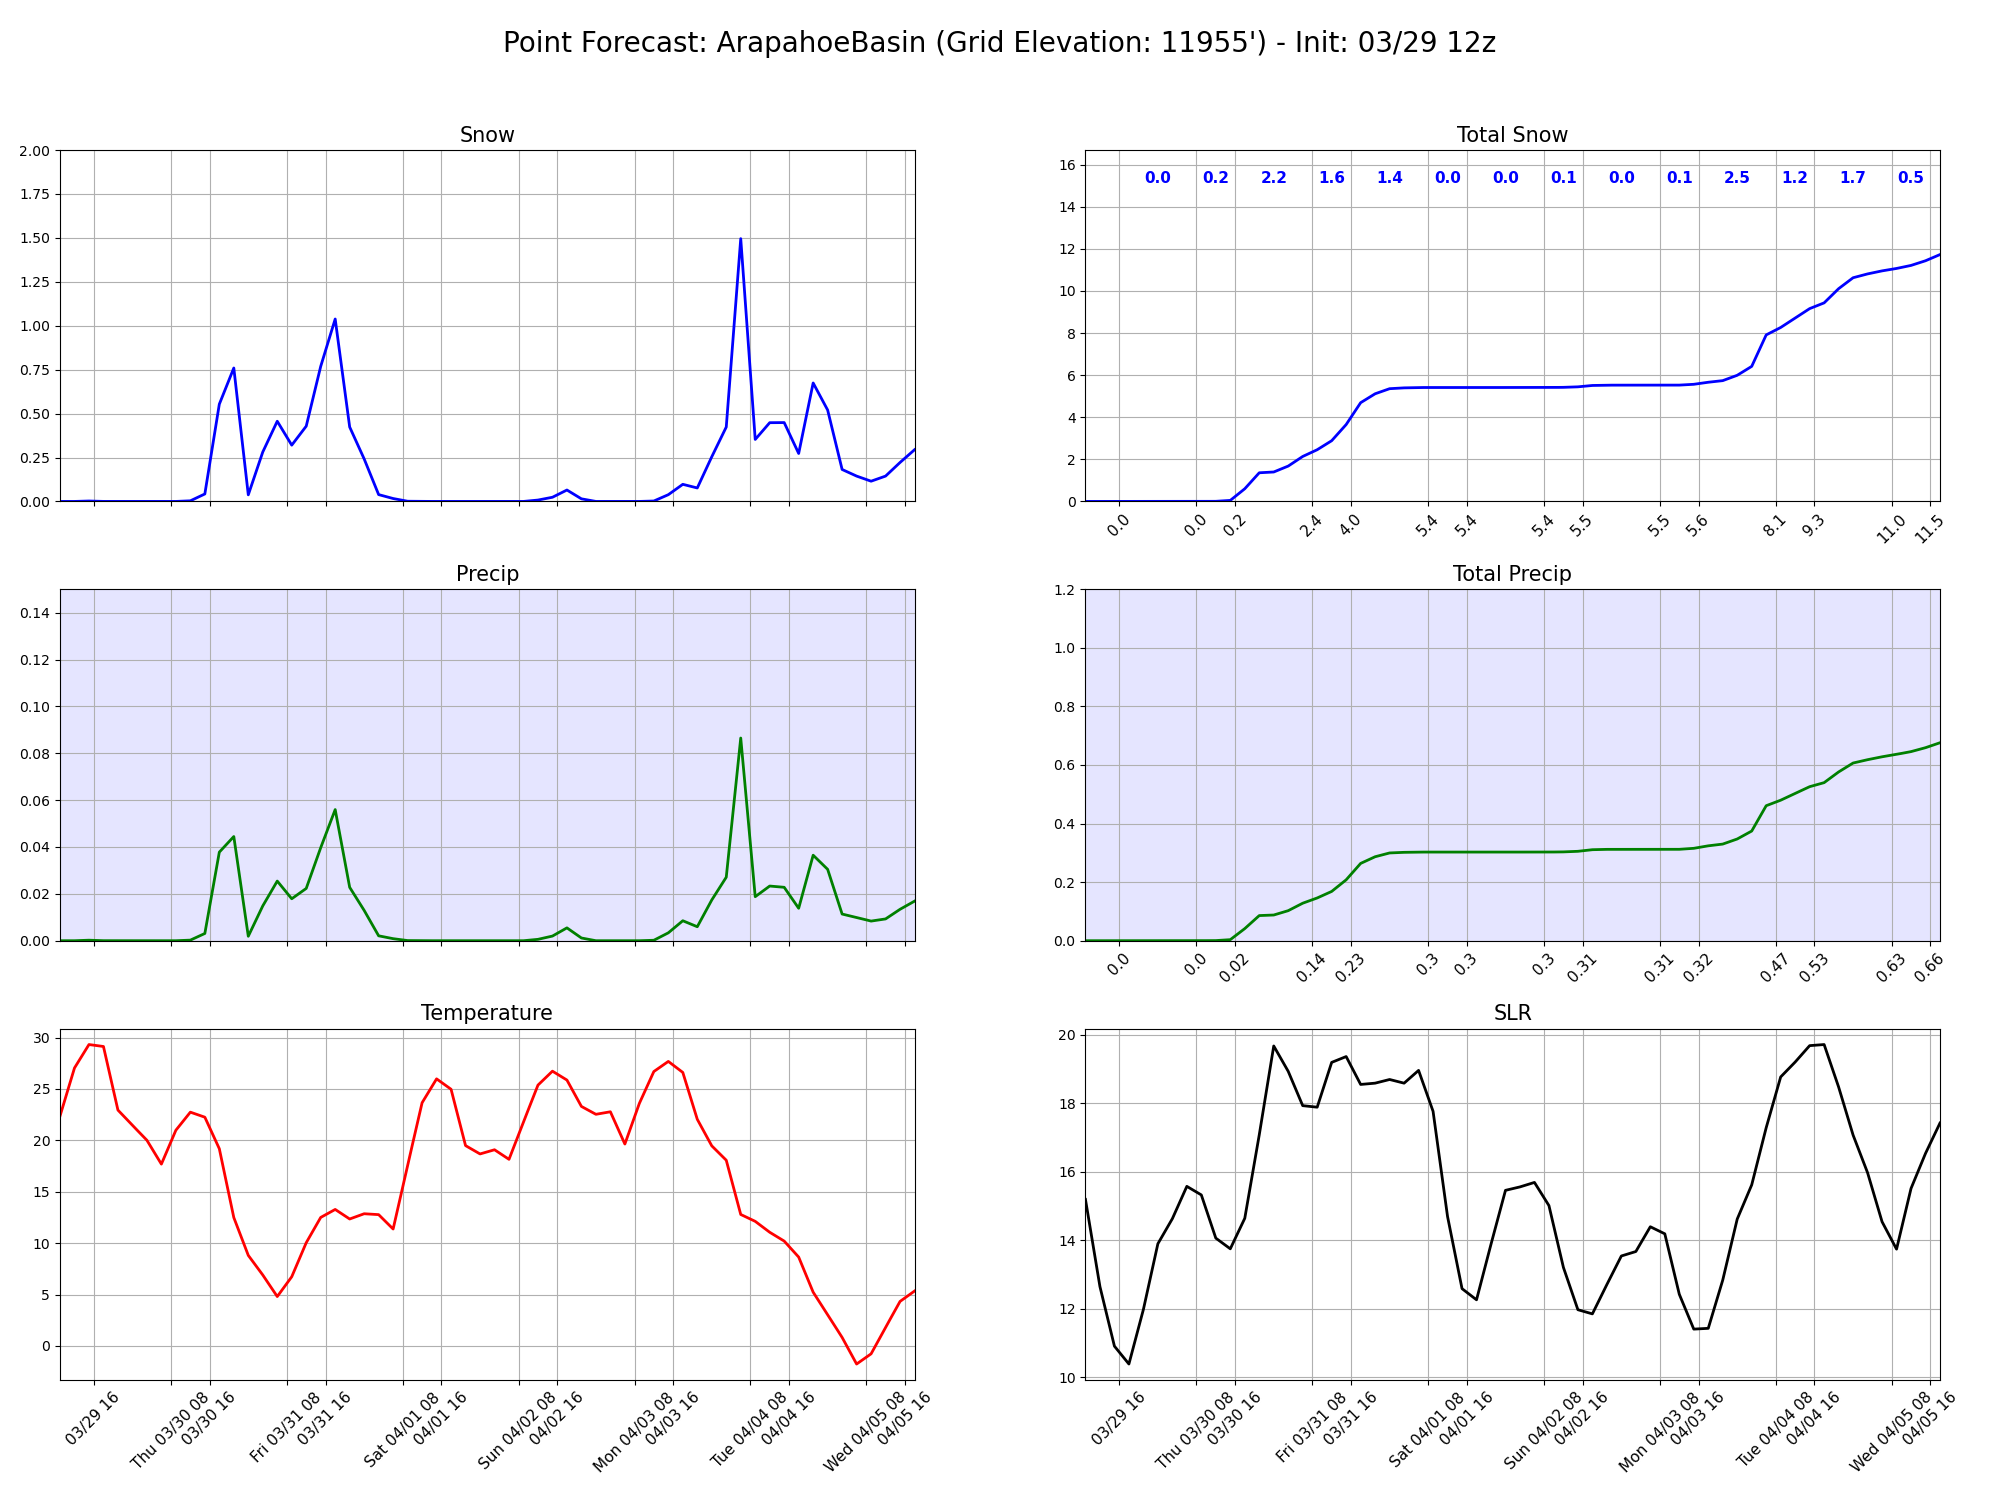 Point Forecast: ArapahoeBasin (Grid Elevation: 11955') - Init: 03/29 12z
Snow
2.00
1.75
1.50
1.25
1.00
0.75
0.50
0.25
0.00
Total Snow
16
14
12
10
8
6
4
2
0
0.0 0.2 2.2 1.6 1.4 0.0 0.0 0.1 0.0 0.1 2.5 1.2 1.7 0.5
0.0 0.0 0.2 2.4 4.0 5.4 5.4 5.4 5.5 5.5 5.6 8.1 9.3 11.0 11.5
Precip
0.14
0.12
0.10
0.08
0.06
0.04
0.02
0.00
Total Precip
1.2
1.0
0.8
0.6
0.4
0.2
0.0
0.0 0.0 0.02 0.14 0.23 0.3 0.3 0.3 0.31 0.31 0.32 0.47 0.53 0.63 0.66
Temperature
30
25
20
15
10
5
0
03/29 16
Thu 03/30 08
03/30 16
Fri 03/31 08
03/31 16
Sat 04/01 08
04/01 16
Sun 04/02 08
04/02 16
Mon 04/03 08
04/03 16
Tue 04/04 08
04/04 16
Wed 04/05 08
04/05 16
SLR
20
18
16
14
12
10
03/29 16
Thu 03/30 08
03/30 16
Fri 03/31 08
03/31 16
Sat 04/01 08
04/01 16
Sun 04/02 08
04/02 16
Mon 04/03 08
04/03 16
Tue 04/04 08
04/04 16
Wed 04/05 08
04/05 16